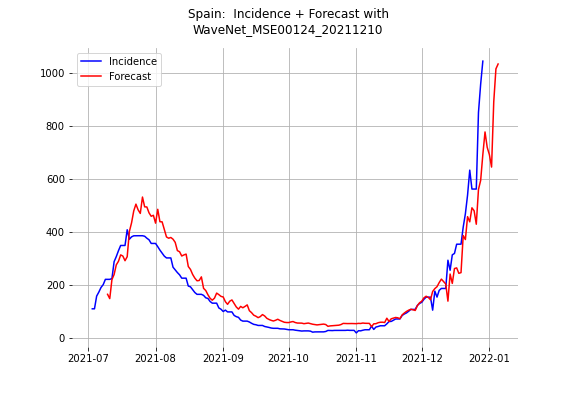 Spain:  Incidence + Forecast with
WaveNet_MSE00124_20211210
Incidence
Forecast
1000
800
600
400
200
0
2021-07 2021-08 2021-09 2021-10 2021-11 2021-12 2022-01